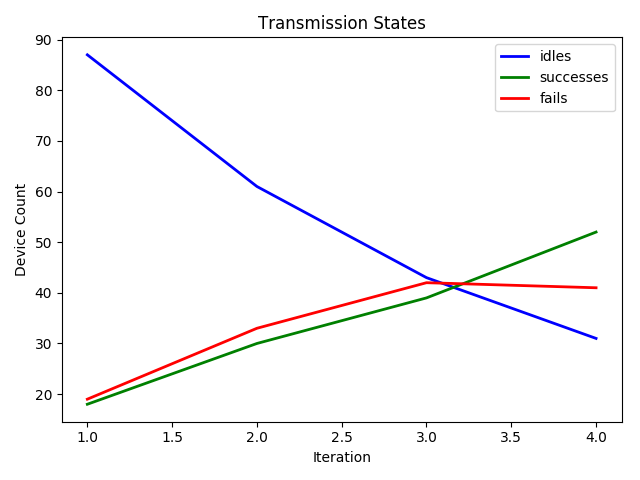 Transmission States
90
80
70
60
50
40
30
20
Device Count
idles
successes
fails
1.0 1.5 2.0 2.5 3.0 3.5 4.0
Iteration